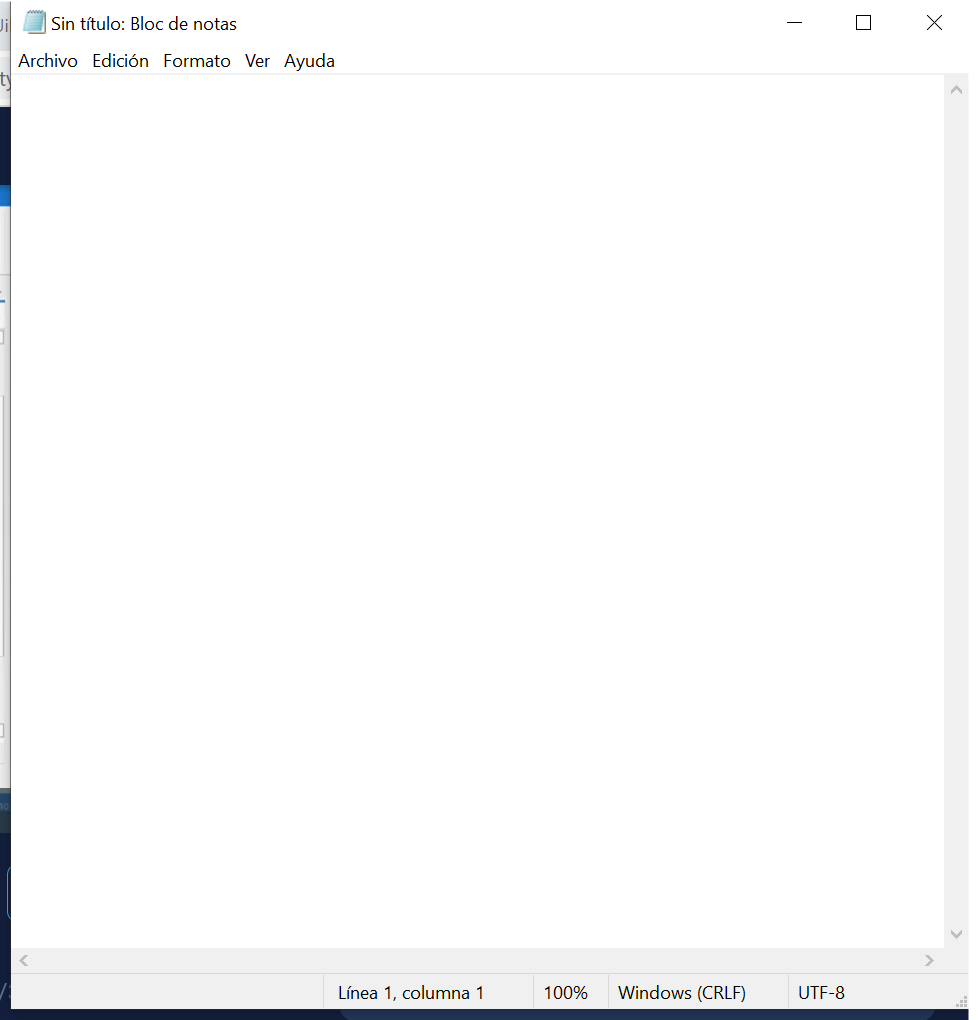 Sin título: Bloc de notas
Archivo Edición Formato Ver Ayuda
Línea 1, columna 1 100% Windows (CRLF) UTF-8